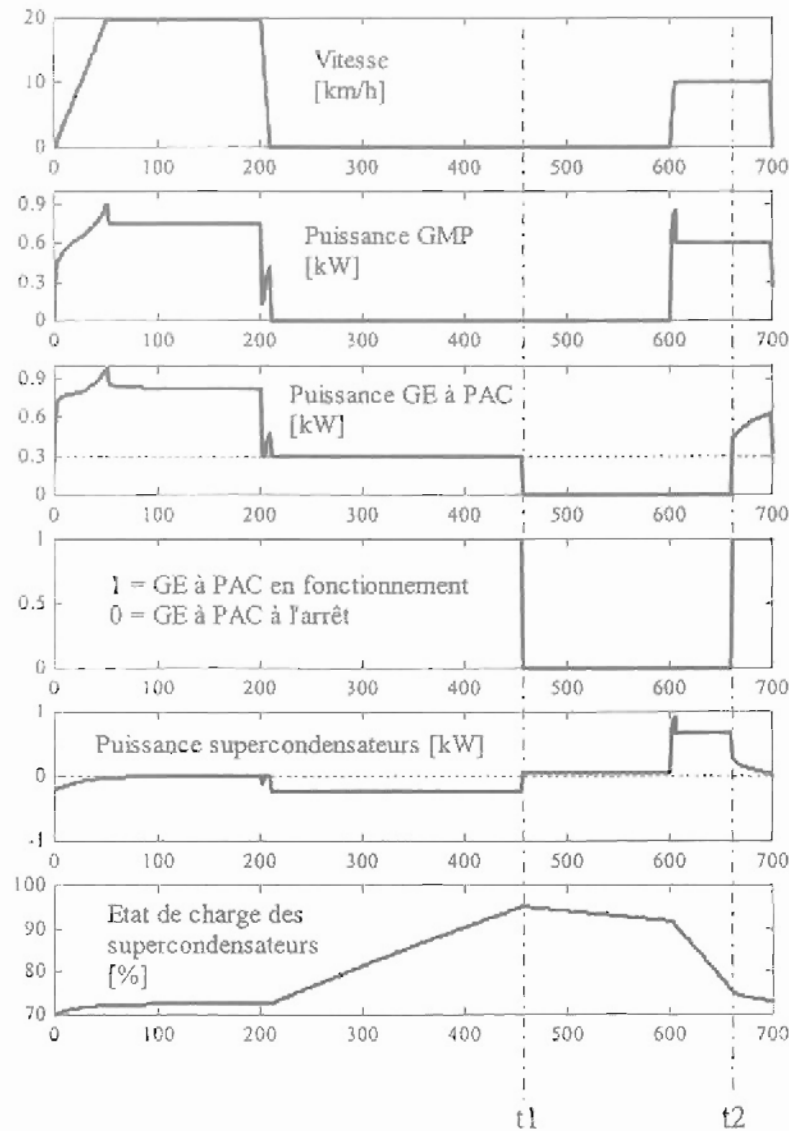 20
10
0
Vitesse
[km/h]
0 100 200 300 400 500 600 700
0.9
0.6
0.3
0
Puissance GMP
[kW]
0 100 200 300 400 500 600 700
0.9
0.6
0.3
0
Puissance GE à PAC
[kW]
0 100 200 300 400 500 600 700
1
0.5
0
1 = GE à PAC en fonctionnement
0 = GE à PAC à l'arrêt
0 100 200 300 400 500 600 700
1
0
-1
Puissance supercondensateurs [kW]
0 100 200 300 400 500 600 700
100
90
80
70
Etat de charge des
supercondensateurs
[%]
0 100 200 300 400 500 600 700
t1 t2